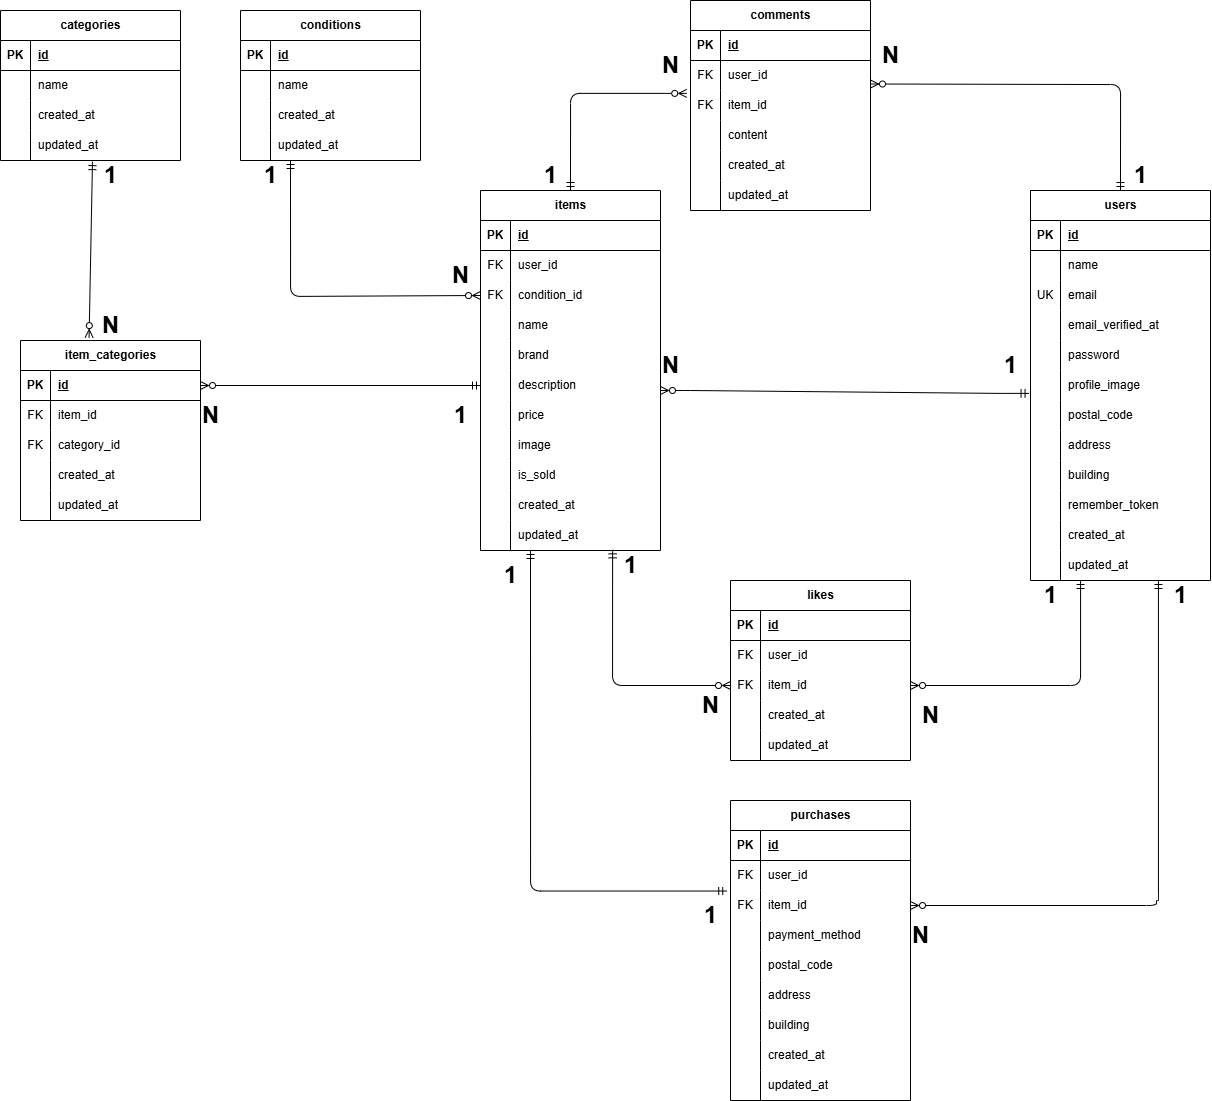 categories
PK id
name
created_at
updated_at
1
conditions
PK id
name
created_at
updated_at
1
comments
PK id
FK user_id
FK item_id
content
created_at
updated_at
N
N
1
1
items
PK id
FK user_id
FK condition_id
name
brand
description
price
image
is_sold
created_at
updated_at
N
N
1
1
1
users
PK id
name
UK email
email_verified_at
password
profile_image
postal_code
address
building
remember_token
created_at
updated_at
1
1
1
N
item_categories
PK id
FK item_id
FK category_id
created_at
updated_at
N
likes
PK id
FK user_id
FK item_id
created_at
updated_at
N
N
purchases
PK id
FK user_id
FK item_id
payment_method
postal_code
address
building
created_at
updated_at
1
N